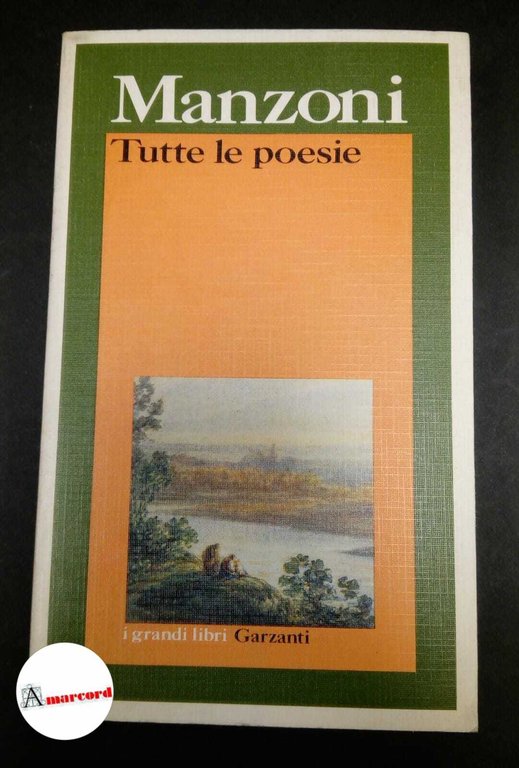 Manzoni
Tutte le poesie
i grandi libri Garzanti
Amarcord